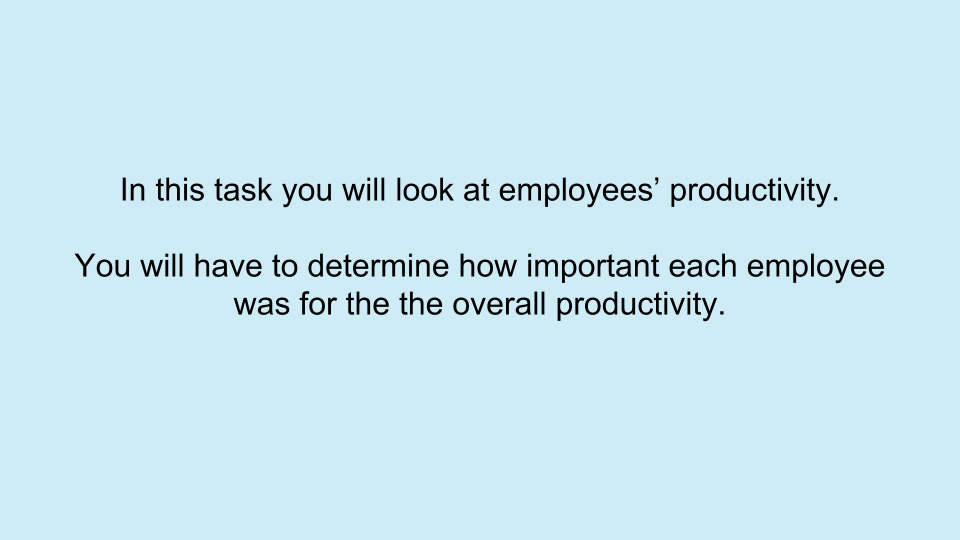 In this task you will look at employees’ productivity.
You will have to determine how important each employee
was for the the overall productivity.